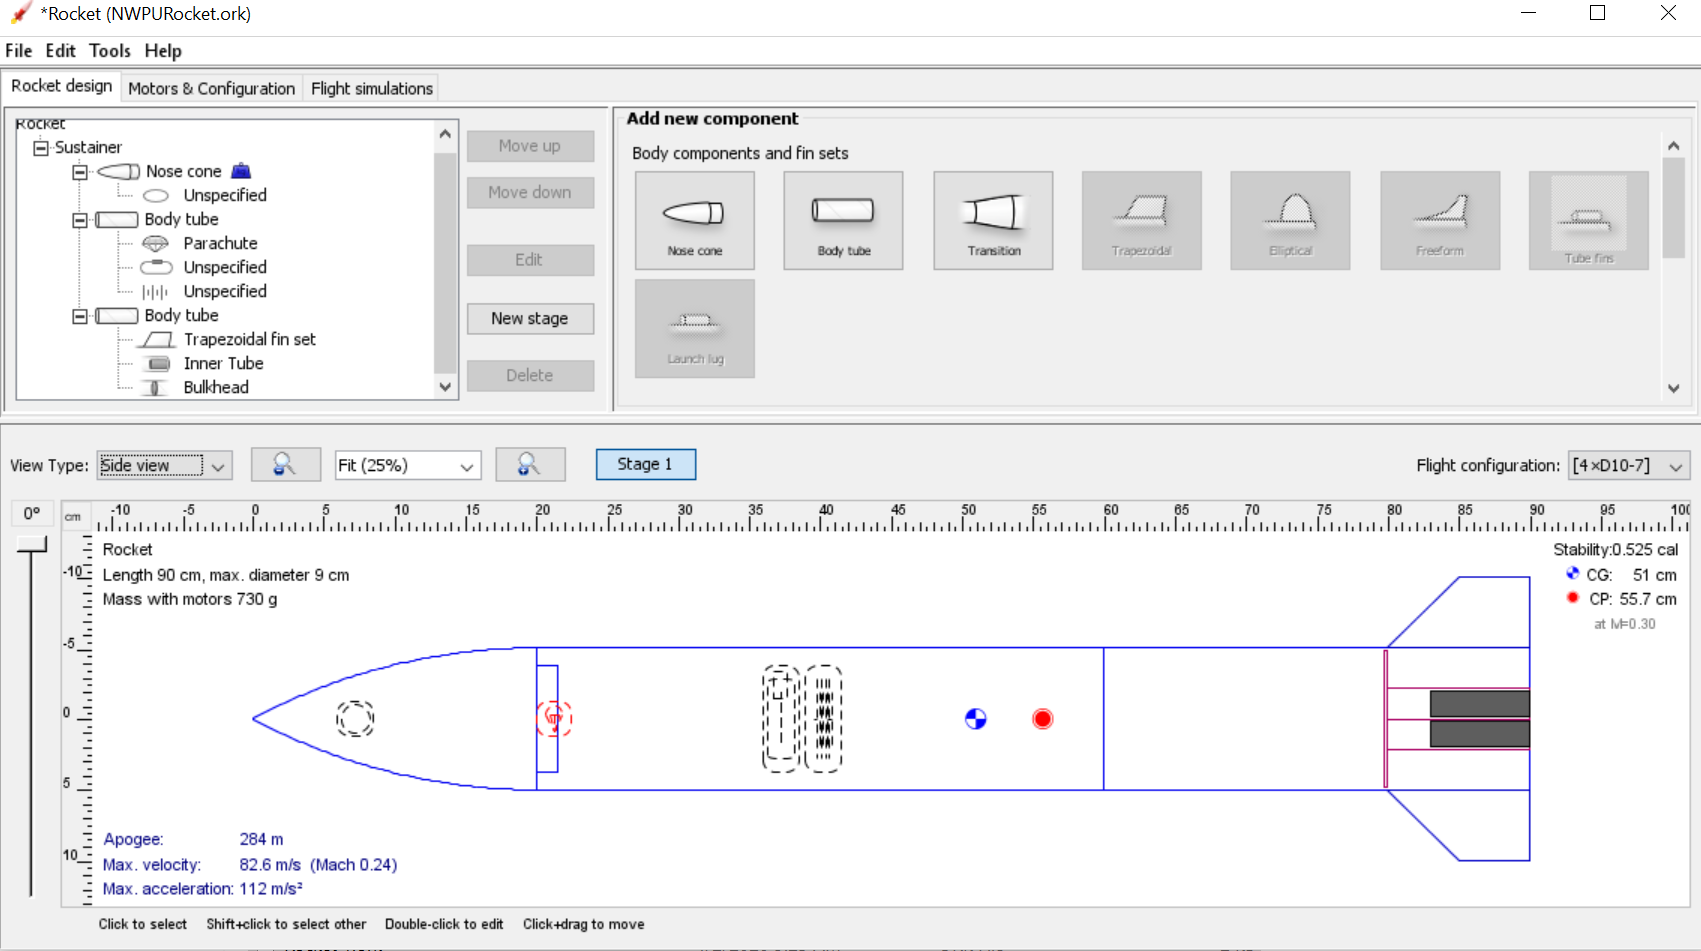 *Rocket (NWPURocket.ork)
File Edit Tools Help
Rocket design Motors & Configuration Flight simulations
Rocket
Sustainer
Nose cone
Unspecified
Body tube
Parachute
Unspecified
Unspecified
Body tube
Trapezoidal fin set
Inner Tube
Bulkhead
Move up
Move down
Edit
New stage
Delete
Add new component
Body components and fin sets
Nose cone Body tube Transition Trapezoidal Elliptical Freeform Tube fins
Launch lug
View Type: Side view Fit (25%) Stage 1 Flight configuration: [4×D10-7]
0°
cm -10 -5 0 5 10 15 20 25 30 35 40 45 50 55 60 65 70 75 80 85 90 95 100
-10
-5
0
5
10
Rocket
Length 90 cm, max. diameter 9 cm
Mass with motors 730 g
Stability:0.525 cal
CG: 51 cm
CP: 55.7 cm
at M=0.30
Apogee: 284 m
Max. velocity: 82.6 m/s (Mach 0.24)
Max. acceleration: 112 m/s²
Click to select Shift+click to select other Double-click to edit Click+drag to move